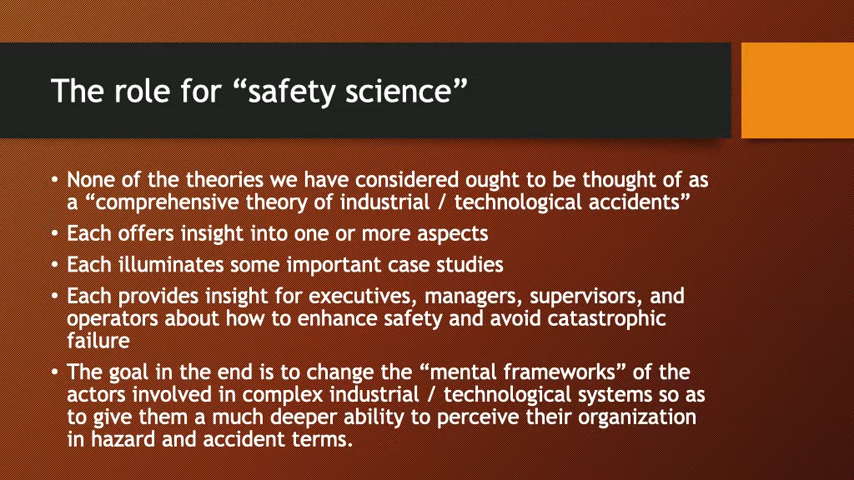 The role for “safety science”
• None of the theories we have considered ought to be thought of as
a “comprehensive theory of industrial / technological accidents”
• Each offers insight into one or more aspects
• Each illuminates some important case studies
• Each provides insight for executives, managers, supervisors, and
operators about how to enhance safety and avoid catastrophic
failure
• The goal in the end is to change the “mental frameworks” of the
actors involved in complex industrial / technological systems so as
to give them a much deeper ability to perceive their organization
in hazard and accident terms.